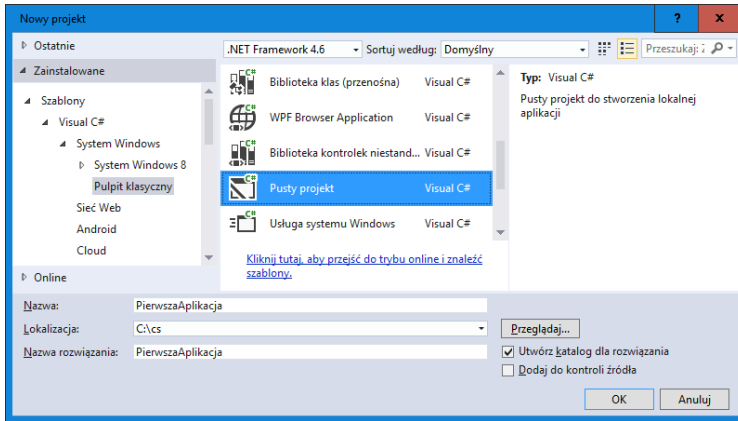 Nowy projekt
Ostatnie
.NET Framework 4.6 Sortuj według: Domyślny
Zainstalowane
Szablony
Visual C#
System Windows
System Windows 8
Pulpit klasyczny
Sieć Web
Android
Cloud
Online
Biblioteka klas (przenośna) Visual C#
WPF Browser Application Visual C#
Biblioteka kontrolek niestand... Visual C#
Pusty projekt Visual C#
Usługa systemu Windows Visual C#
Kliknij tutaj, aby przejść do trybu online i znaleźć
szablony.
Przeszukaj:
Typ: Visual C#
Pusty projekt do stworzenia lokalnej
aplikacji
Nazwa: PierwszaAplikacja
Lokalizacja: C:\cs
Przeglądaj...
Nazwa rozwiązania: PierwszaAplikacja
Utwórz katalog dla rozwiązania
Dodaj do kontroli źródła
OK Anuluj